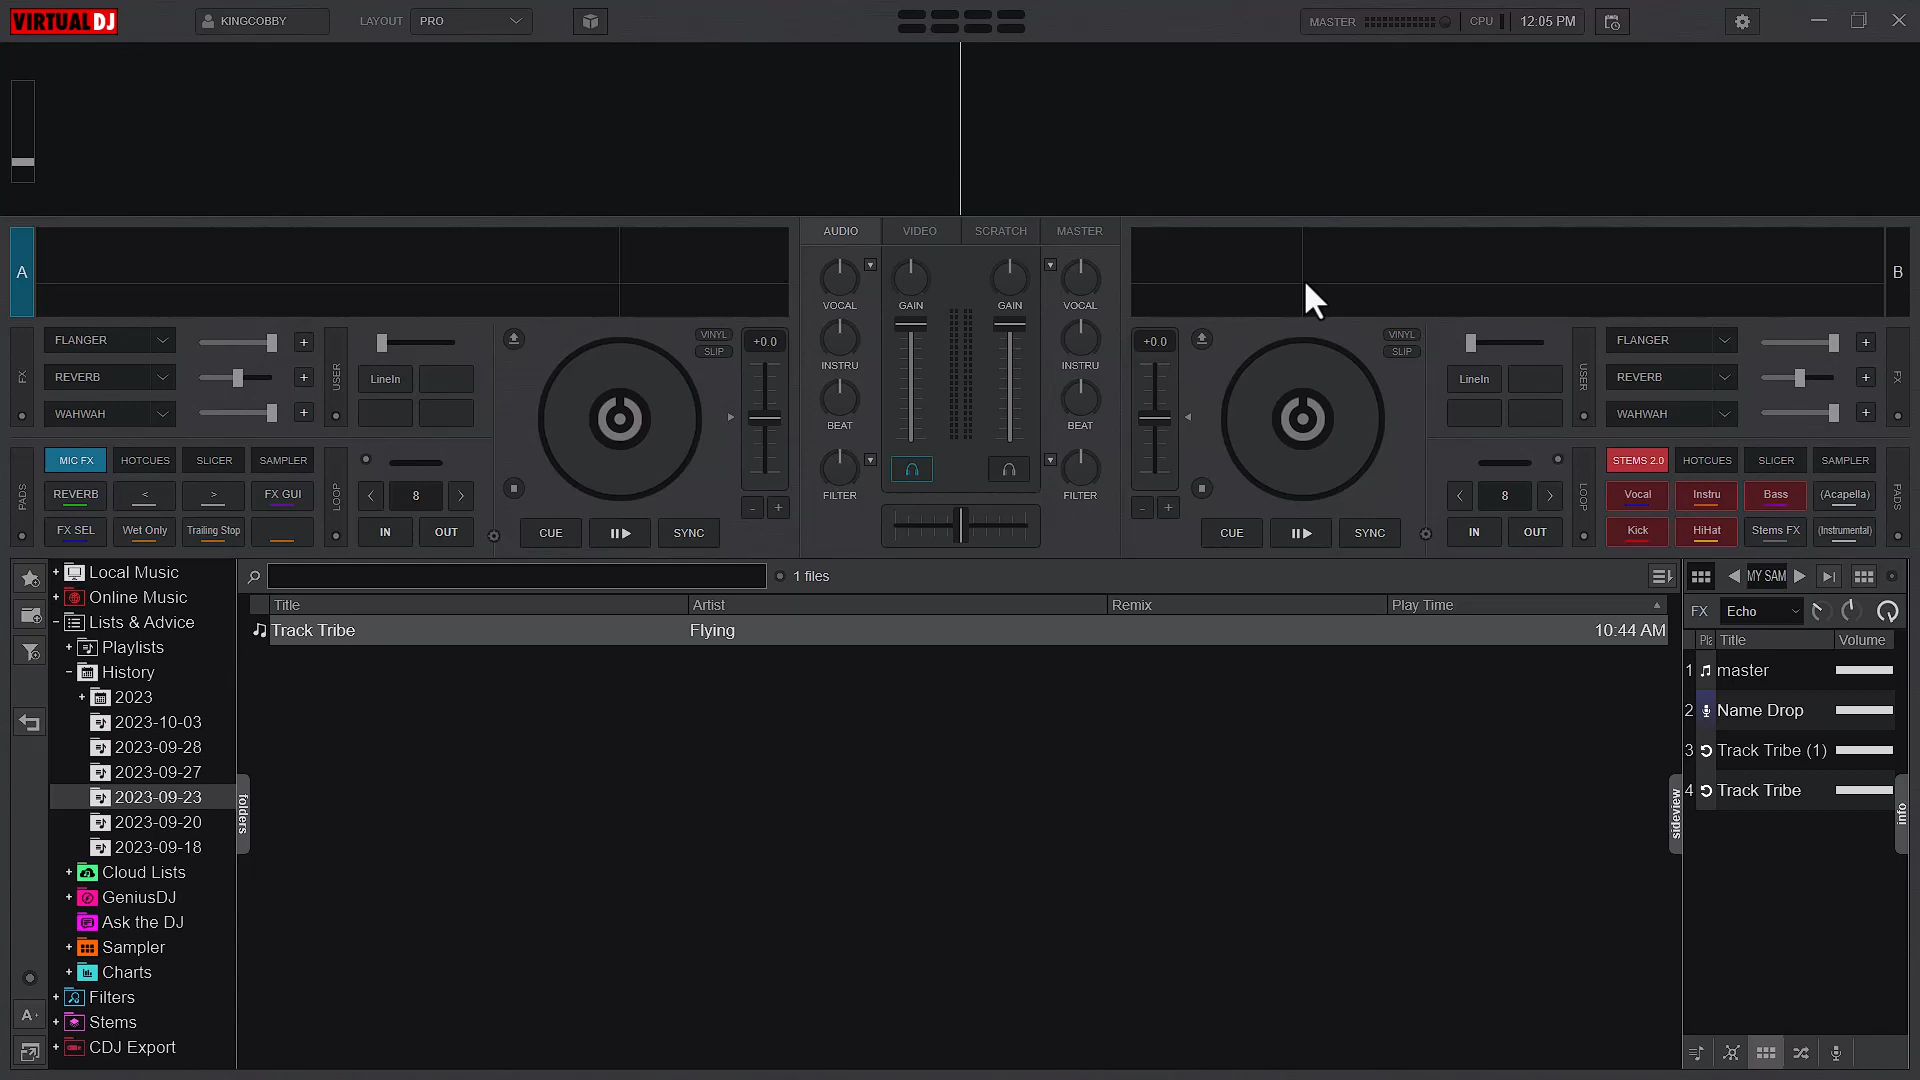 VIRTUAL DJ
KINGCOBBY
LAYOUT PRO
MASTER CPU 12:05 PM
A
B
AUDIO VIDEO SCRATCH MASTER
VOCAL GAIN GAIN VOCAL
INSTRU INSTRU
BEAT BEAT
FILTER FILTER
FX
FLANGER +
REVERB +
WAHWAH +
USER
LineIn
VINYL
SLIP
+0.0
PADS
MIC FX HOTCUES SLICER SAMPLER
REVERB < > FX GUI
FX SEL Wet Only Trailing Stop
LOOP
8
IN OUT
CUE SYNC
- +
+0.0
VINYL
SLIP
LineIn
USER
FLANGER +
REVERB +
WAHWAH +
FX
- +
CUE SYNC
8
IN OUT
LOOP
STEMS 2.0 HOTCUES SLICER SAMPLER
Vocal Instru Bass (Acapella)
Kick HiHat Stems FX (Instrumental)
PADS
+ Local Music
+ Online Music
- Lists & Advice
+ Playlists
- History
+ 2023
2023-10-03
2023-09-28
2023-09-27
2023-09-23
2023-09-20
2023-09-18
+ Cloud Lists
+ GeniusDJ
Ask the DJ
+ Sampler
+ Charts
+ Filters
+ Stems
+ CDJ Export
A+
folders
1 files
Title Artist Remix Play Time
Track Tribe Flying 10:44 AM
sideview
MY SAM
FX Echo
Pla Title Volume
1 master
2 Name Drop
3 Track Tribe (1)
4 Track Tribe
info